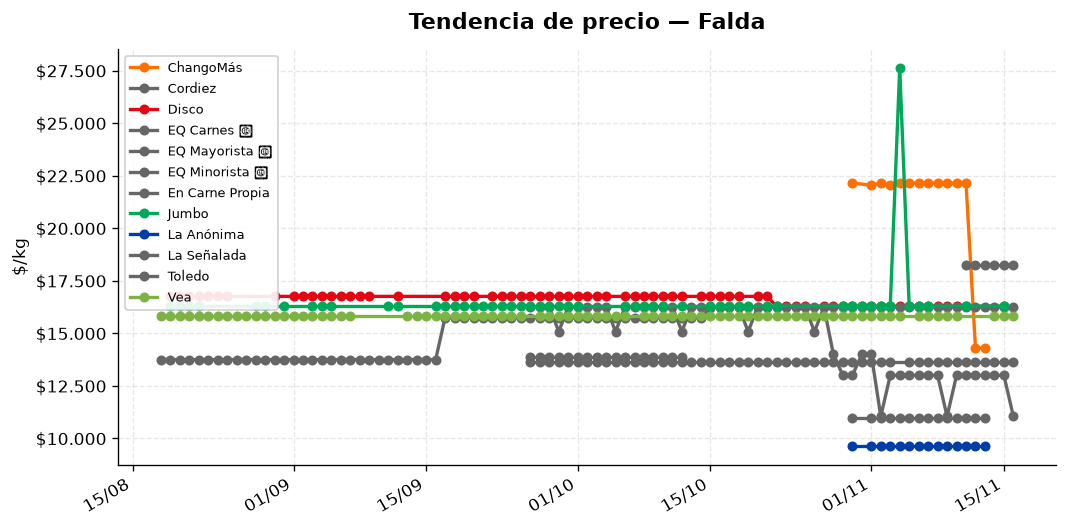 Tendencia de precio — Falda
$/kg
$27.500
$25.000
$22.500
$20.000
$17.500
$15.000
$12.500
$10.000
ChangoMás
Cordiez
Disco
EQ Carnes
EQ Mayorista
EQ Minorista
En Carne Propia
Jumbo
La Anónima
La Señalada
Toledo
Vea
15/08
01/09
15/09
01/10
15/10
01/11
15/11